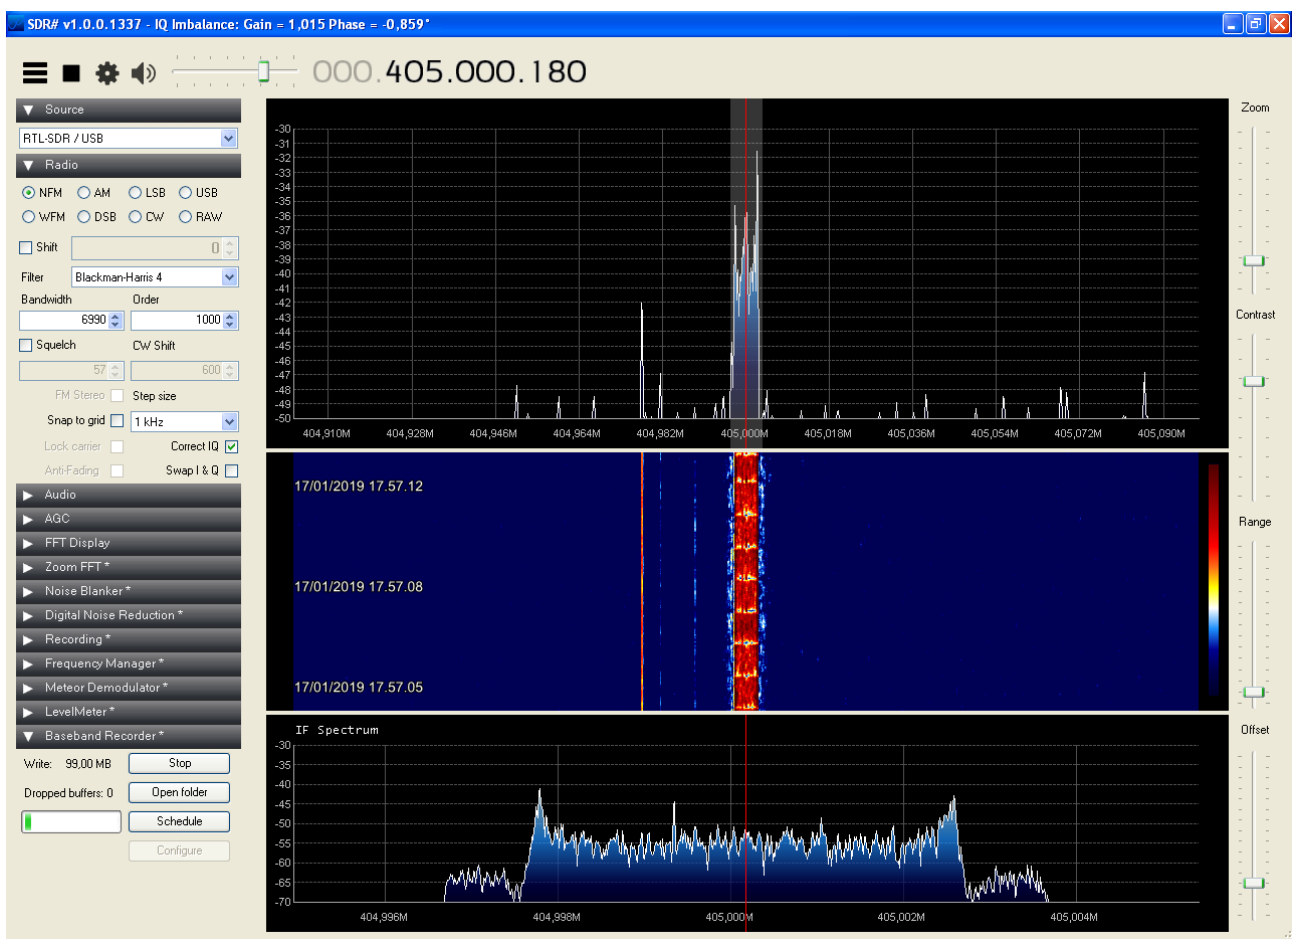 SDR# v1.0.0.1337 - IQ Imbalance: Gain = 1,015 Phase = -0,859°
000.405.000.180
Source
RTL-SDR / USB
Radio
NFM AM LSB USB
WFM DSB CW RAW
Shift 0
Filter Blackman-Harris 4
Bandwidth Order
6990 1000
Squelch CW Shift
57 600
FM Stereo Step size
Snap to grid 1 kHz
Lock carrier Correct IQ
Anti-Fading Swap I & Q
Audio
AGC
FFT Display
Zoom FFT *
Noise Blanker *
Digital Noise Reduction *
Recording *
Frequency Manager *
Meteor Demodulator *
LevelMeter *
Baseband Recorder *
Write: 99,00 MB Stop
Dropped buffers: 0 Open folder
Schedule
Configure
-30
-31
-32
-33
-34
-35
-36
-37
-38
-39
-40
-41
-42
-43
-44
-45
-46
-47
-48
-49
-50
404,910M 404,928M 404,946M 404,964M 404,982M 405,000M 405,018M 405,036M 405,054M 405,072M 405,090M
17/01/2019 17.57.12
17/01/2019 17.57.08
17/01/2019 17.57.05
IF Spectrum
-30
-35
-40
-45
-50
-55
-60
-65
-70
404,996M 404,998M 405,000M 405,002M 405,004M
Zoom
Contrast
Range
Offset